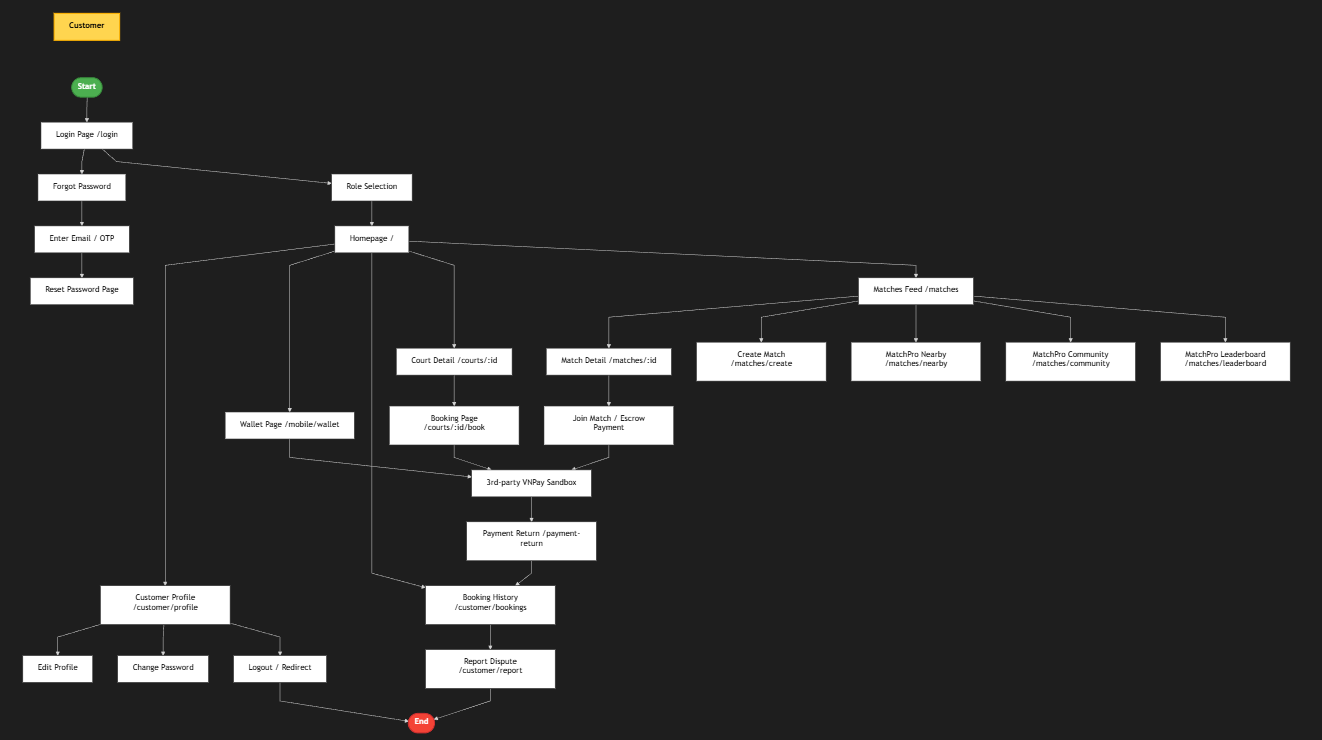 Customer
Start
Login Page /login
Forgot Password
Role Selection
Enter Email / OTP
Homepage /
Reset Password Page
Matches Feed /matches
Court Detail /courts/:id
Match Detail /matches/:id
Create Match
/matches/create
MatchPro Nearby
/matches/nearby
MatchPro Community
/matches/community
MatchPro Leaderboard
/matches/leaderboard
Wallet Page /mobile/wallet
Booking Page
/courts/:id/book
Join Match / Escrow
Payment
3rd-party VNPay Sandbox
Payment Return /payment-
return
Customer Profile
/customer/profile
Booking History
/customer/bookings
Edit Profile
Change Password
Logout / Redirect
Report Dispute
/customer/report
End